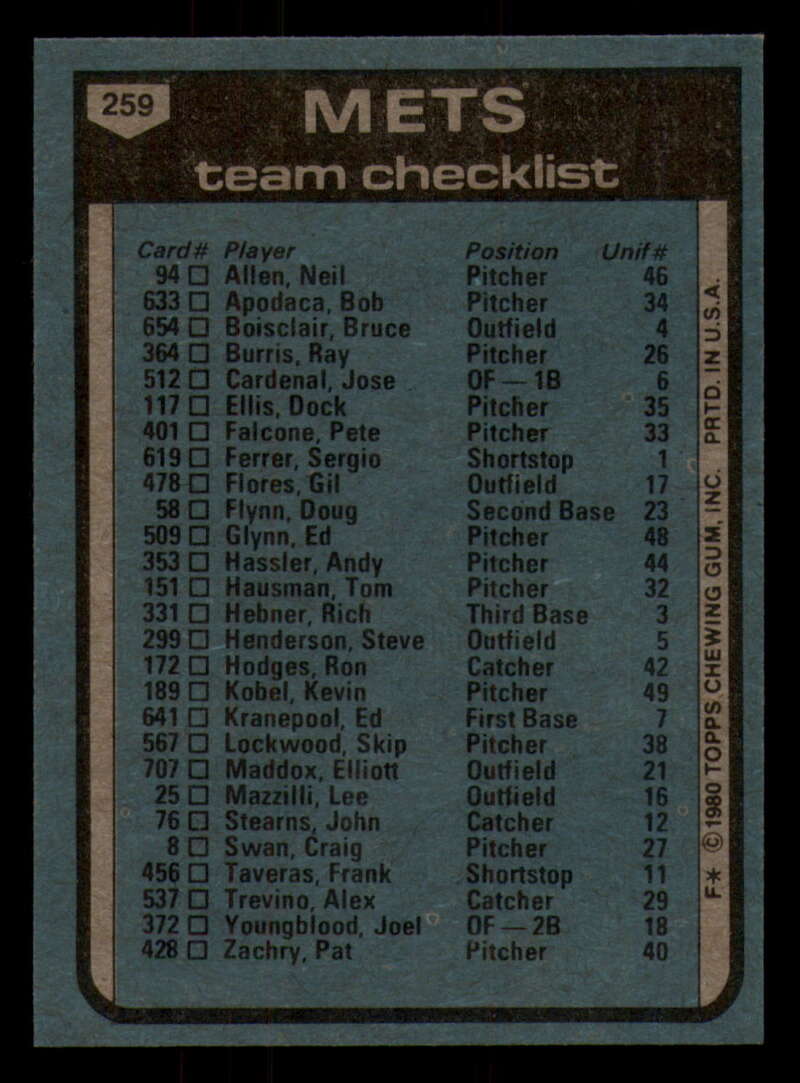 259
METS
team checklist
Card# Player Position Unif#
94 □ Allen, Neil Pitcher 46
633 □ Apodaca, Bob Pitcher 34
654 □ Boisclair, Bruce Outfield 4
364 □ Burris, Ray Pitcher 26
512 □ Cardenal, Jose OF — 1B 6
117 □ Ellis, Dock Pitcher 35
401 □ Falcone, Pete Pitcher 33
619 □ Ferrer, Sergio Shortstop 1
478 □ Flores, Gil Outfield 17
58 □ Flynn, Doug Second Base 23
509 □ Glynn, Ed Pitcher 48
353 □ Hassler, Andy Pitcher 44
151 □ Hausman, Tom Pitcher 32
331 □ Hebner, Rich Third Base 3
299 □ Henderson, Steve Outfield 5
172 □ Hodges, Ron Catcher 42
189 □ Kobel, Kevin Pitcher 49
641 □ Kranepool, Ed First Base 7
567 □ Lockwood, Skip Pitcher 38
707 □ Maddox, Elliott Outfield 21
25 □ Mazzilli, Lee Outfield 16
76 □ Stearns, John Catcher 12
8 □ Swan, Craig Pitcher 27
456 □ Taveras, Frank Shortstop 11
537 □ Trevino, Alex Catcher 29
372 □ Youngblood, Joel OF — 2B 18
428 □ Zachry, Pat Pitcher 40
F* © 1980 TOPPS CHEWING GUM, INC. PRTD. IN U.S.A.